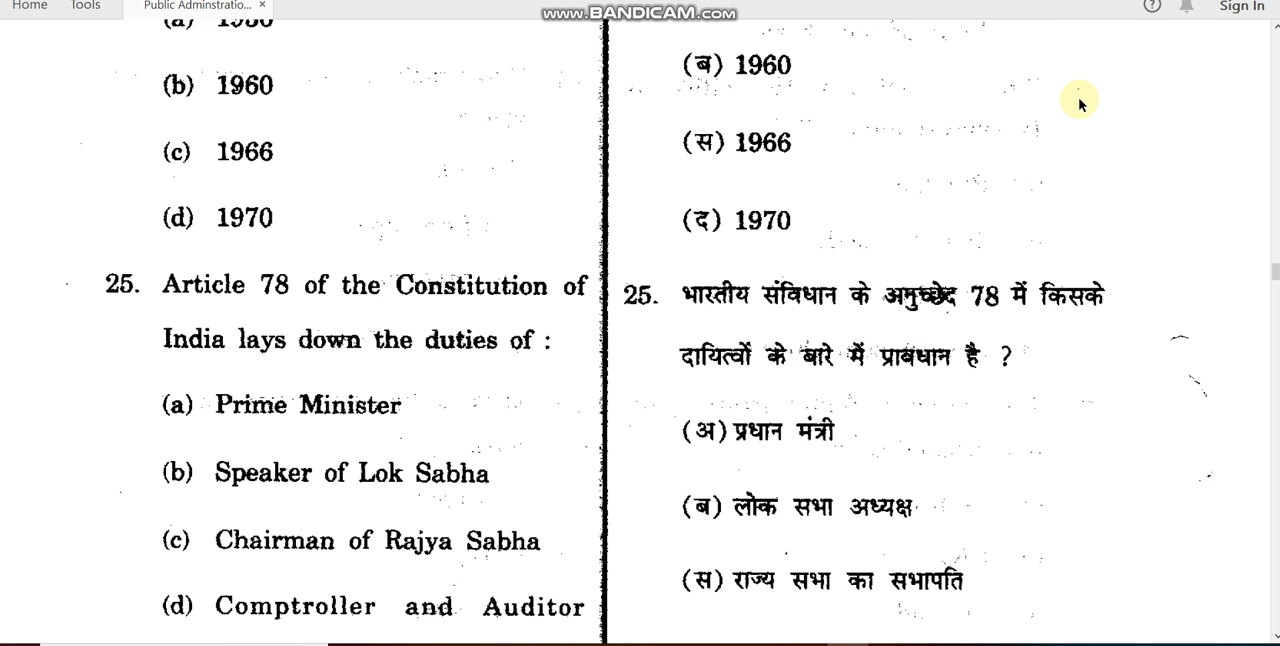 Home Tools Public Adminstratio... ×
www.BANDICAM.com
Sign In
(b) 1960
(c) 1966
(d) 1970
25. Article 78 of the Constitution of
India lays down the duties of :
(a) Prime Minister
(b) Speaker of Lok Sabha
(c) Chairman of Rajya Sabha
(d) Comptroller and Auditor
(ब) 1960
(स) 1966
(द) 1970
25. भारतीय संविधान के अनुच्छेद 78 में किसके
दायित्वों के बारे में प्रावधान है ?
(अ) प्रधान मंत्री
(ब) लोक सभा अध्यक्ष
(स) राज्य सभा का सभापति